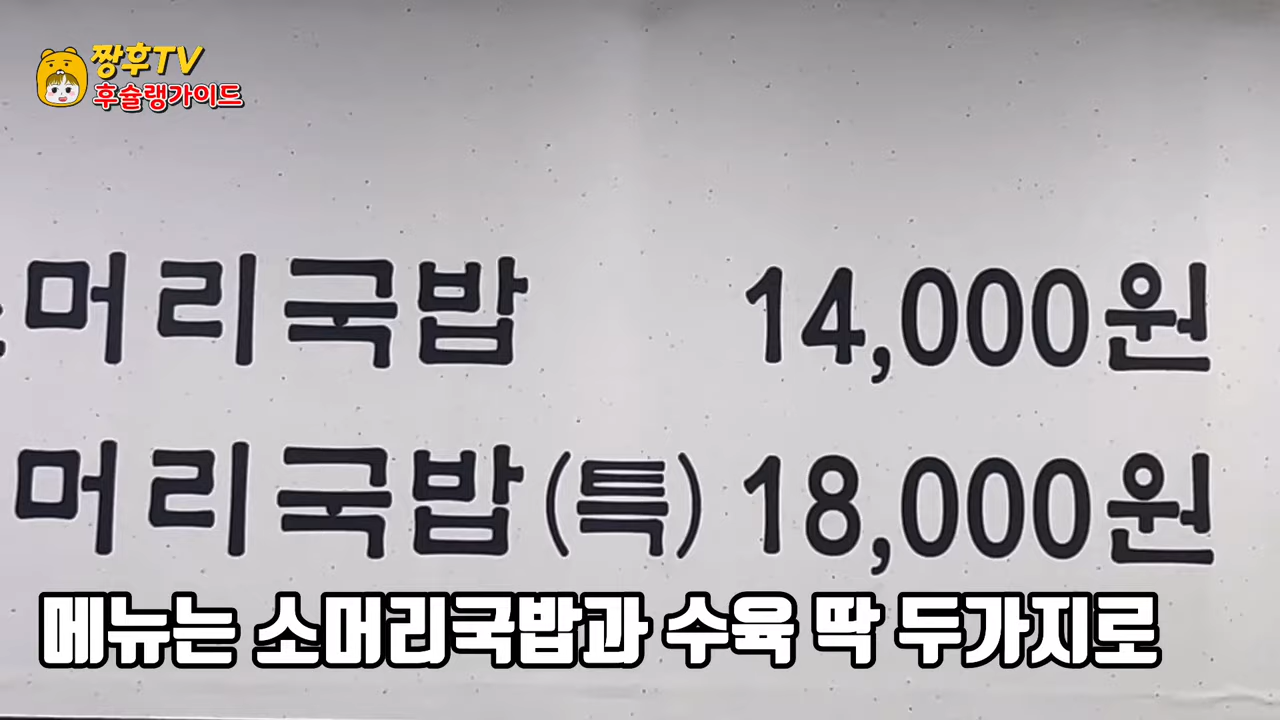 짱후TV
후슐랭가이드
머리국밥 14,000원
머리국밥(특) 18,000원
메뉴는 소머리국밥과 수육 딱 두가지로